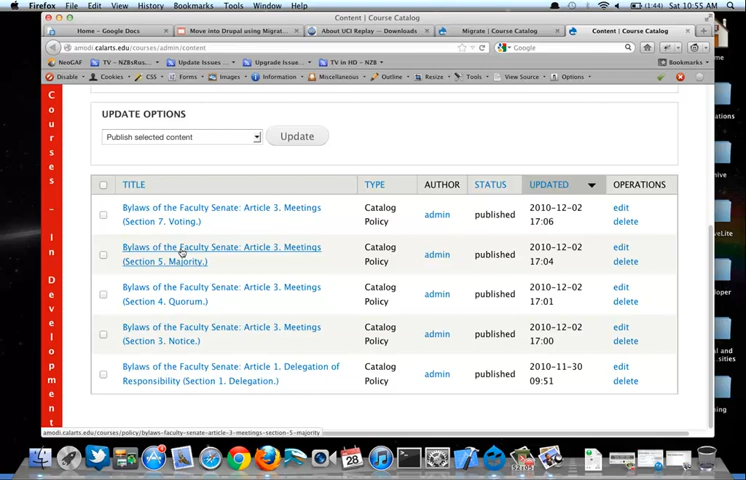 Firefox File Edit View History Bookmarks Tools Window Help (1:44) Sat 10:55 AM
Content | Course Catalog
Home – Google Docs Move into Drupal using Migrat... About UCI Replay — Downloads Migrate | Course Catalog Content | Course Catalog
amodi.calarts.edu/courses/admin/content Google
NeoGAF TV – NZBsRus... Update Issues ... Upgrade Issue... TV in HD – NZB Bookmarks
Disable Cookies CSS Forms Images Information Miscellaneous Outline Resize Tools View Source Options
Courses – In Development
UPDATE OPTIONS
Publish selected content Update
TITLE TYPE AUTHOR STATUS UPDATED OPERATIONS
Bylaws of the Faculty Senate: Article 3. Meetings Catalog 2010-12-02 edit
(Section 7. Voting.) Policy admin published 17:06 delete
Bylaws of the Faculty Senate: Article 3. Meetings Catalog 2010-12-02 edit
(Section 5. Majority.) Policy admin published 17:04 delete
Bylaws of the Faculty Senate: Article 3. Meetings Catalog 2010-12-02 edit
(Section 4. Quorum.) Policy admin published 17:01 delete
Bylaws of the Faculty Senate: Article 3. Meetings Catalog 2010-12-02 edit
(Section 3. Notice.) Policy admin published 17:00 delete
Bylaws of the Faculty Senate: Article 1. Delegation of Catalog 2010-11-30 edit
Responsibility (Section 1. Delegation.) Policy admin published 09:51 delete
amodi.calarts.edu/courses/policy/bylaws-faculty-senate-article-3-meetings-section-5-majority
28